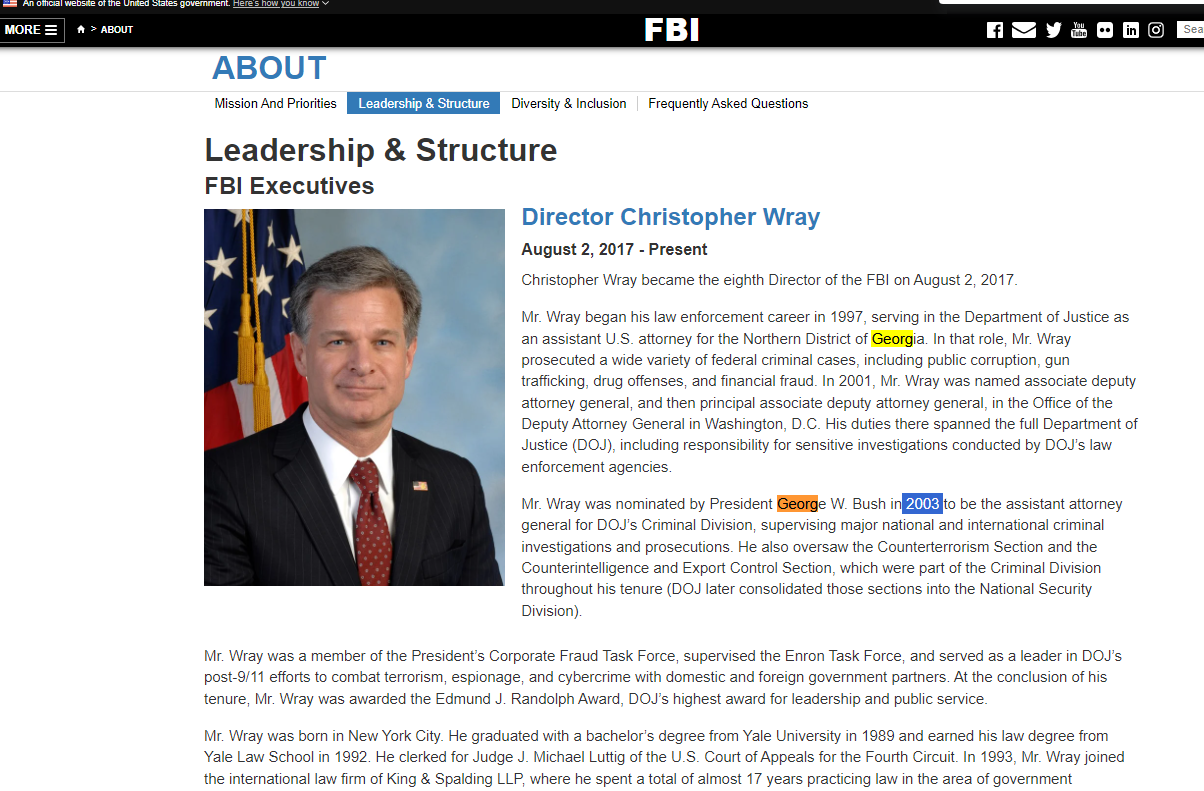 An official website of the United States government. Here's how you know
MORE
> ABOUT
FBI
You
Tube
in
Sea
ABOUT
Mission And Priorities
Leadership & Structure
Diversity & Inclusion
Frequently Asked Questions
Leadership & Structure
FBI Executives
Director Christopher Wray
August 2, 2017 - Present
Christopher Wray became the eighth Director of the FBI on August 2, 2017.
Mr. Wray began his law enforcement career in 1997, serving in the Department of Justice as
an assistant U.S. attorney for the Northern District of Georgia. In that role, Mr. Wray
prosecuted a wide variety of federal criminal cases, including public corruption, gun
trafficking, drug offenses, and financial fraud. In 2001, Mr. Wray was named associate deputy
attorney general, and then principal associate deputy attorney general, in the Office of the
Deputy Attorney General in Washington, D.C. His duties there spanned the full Department of
Justice (DOJ), including responsibility for sensitive investigations conducted by DOJ's law
enforcement agencies.
Mr. Wray was nominated by President George W. Bush in 2003 to be the assistant attorney
general for DOJ's Criminal Division, supervising major national and international criminal
investigations and prosecutions. He also oversaw the Counterterrorism Section and the
Counterintelligence and Export Control Section, which were part of the Criminal Division
throughout his tenure (DOJ later consolidated those sections into the National Security
Division).
Mr. Wray was a member of the President's Corporate Fraud Task Force, supervised the Enron Task Force, and served as a leader in DOJ's
post-9/11 efforts to combat terrorism, espionage, and cybercrime with domestic and foreign government partners. At the conclusion of his
tenure, Mr. Wray was awarded the Edmund J. Randolph Award, DOJ's highest award for leadership and public service.
Mr. Wray was born in New York City. He graduated with a bachelor's degree from Yale University in 1989 and earned his law degree from
Yale Law School in 1992. He clerked for Judge J. Michael Luttig of the U.S. Court of Appeals for the Fourth Circuit. In 1993, Mr. Wray joined
the international law firm of King & Spalding LLP, where he spent a total of almost 17 years practicing law in the area of government